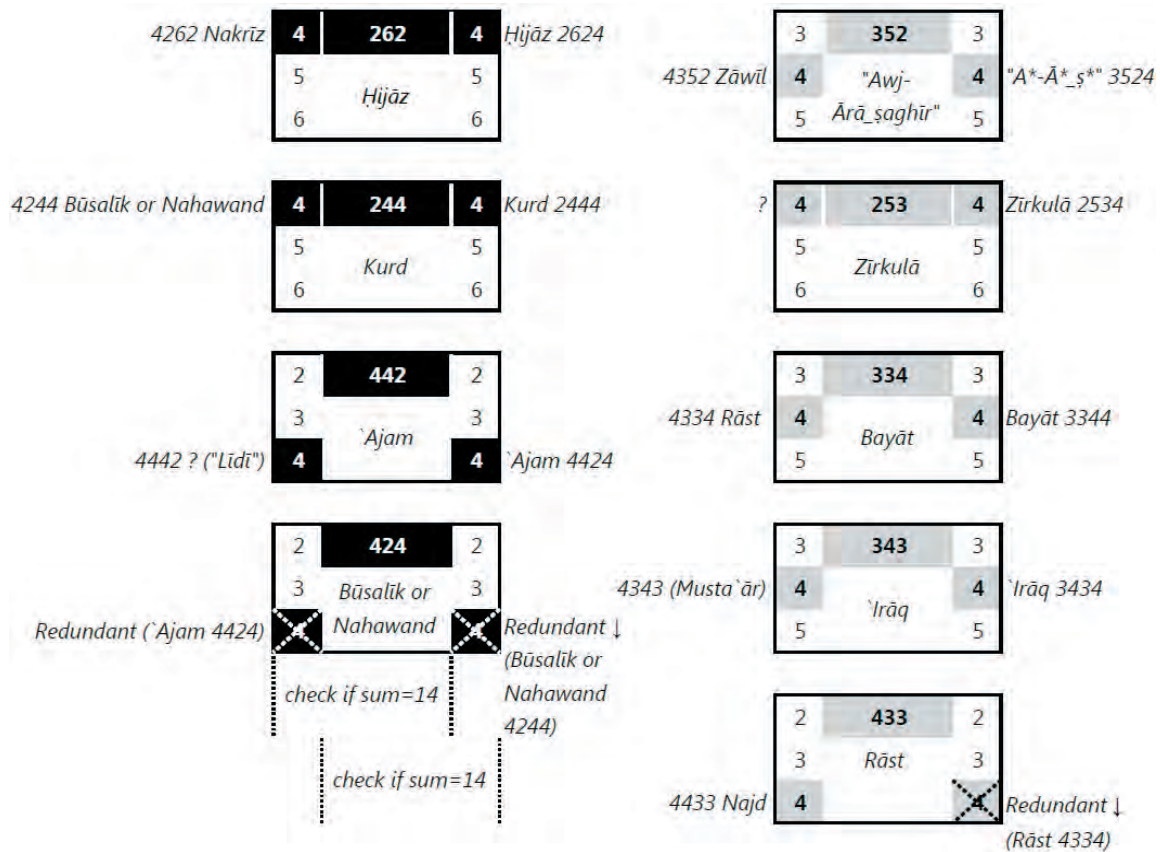 4262 Nakrīz 4 262 4 Ḥijāz 2624
5 5
Ḥijāz
6 6
4244 Būsalīk or Nahawand 4 244 4 Kurd 2444
5 5
Kurd
6 6
2 442 2
3 3
`Ajam
4442 ? ("Līdī") 4 4 `Ajam 4424
2 424 2
3 Būsalīk or 3
Nahawand
Redundant (`Ajam 4424) 4 4 Redundant ↓
(Būsalīk or
Nahawand
4244)
check if sum=14
check if sum=14
3 352 3
4352 Zāwīl 4 "Awj- 4 "A*-Ā*_ṣ*" 3524
5 Ārā_ṣaghīr" 5
? 4 253 4 Zīrkulā 2534
5 5
Zīrkulā
6 6
3 334 3
4334 Rāst 4 4 Bayāt 3344
Bayāt
5 5
3 343 3
4343 (Musta`ār) 4 4 `Irāq 3434
`Irāq
5 5
2 433 2
3 Rāst 3
4433 Najd 4 4 Redundant ↓
(Rāst 4334)